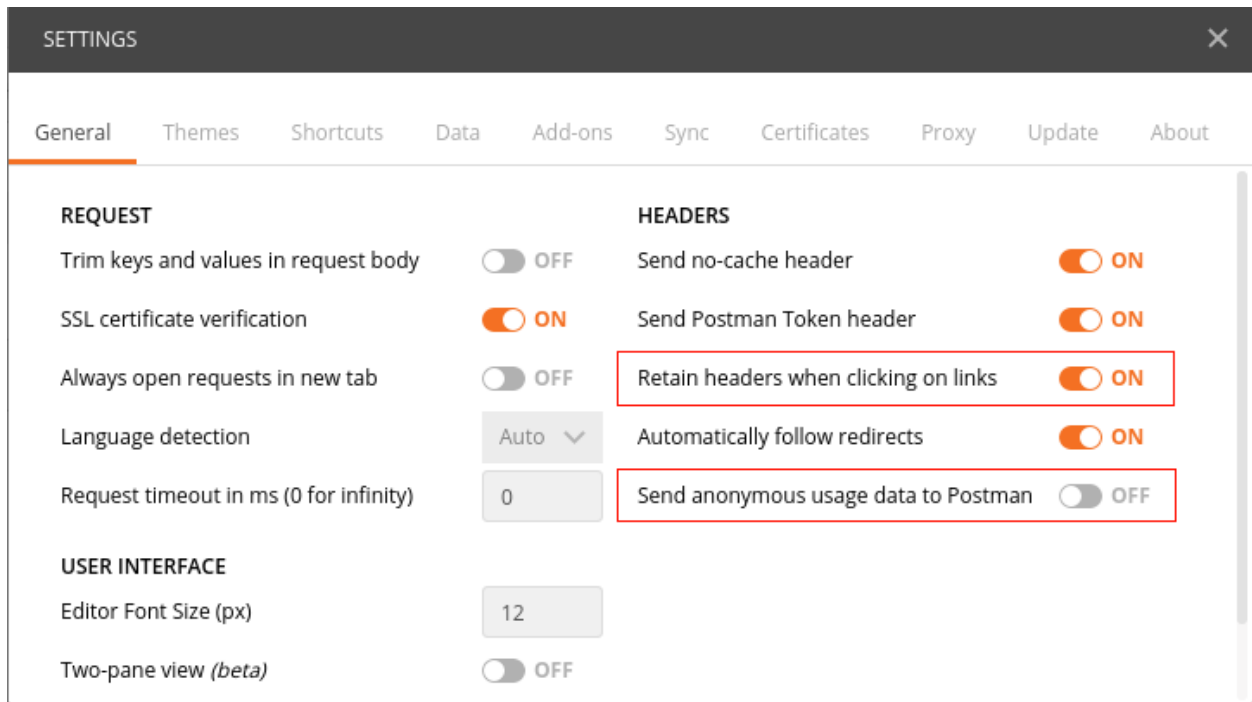 SETTINGS
General Themes Shortcuts Data Add-ons Sync Certificates Proxy Update About
REQUEST
Trim keys and values in request body OFF
SSL certificate verification ON
Always open requests in new tab OFF
Language detection Auto
Request timeout in ms (0 for infinity) 0
USER INTERFACE
Editor Font Size (px) 12
Two-pane view (beta) OFF
HEADERS
Send no-cache header ON
Send Postman Token header ON
Retain headers when clicking on links ON
Automatically follow redirects ON
Send anonymous usage data to Postman OFF